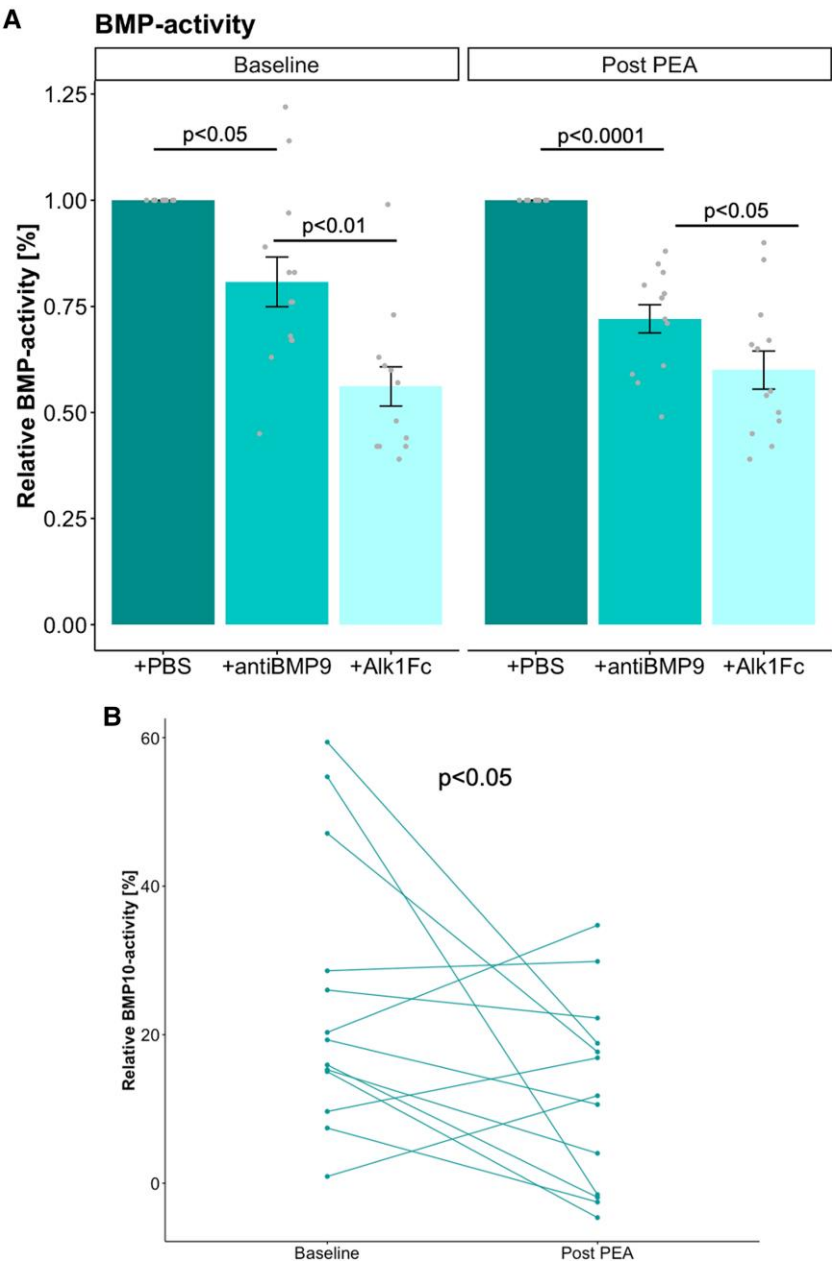 A
BMP-activity
Baseline
Post PEA
Relative BMP-activity [%]
1.25
1.00
0.75
0.50
0.25
0.00
p<0.05
p<0.01
p<0.0001
p<0.05
+PBS
+antiBMP9
+Alk1Fc
+PBS
+antiBMP9
+Alk1Fc
B
Relative BMP10-activity [%]
60
40
20
0
p<0.05
Baseline
Post PEA